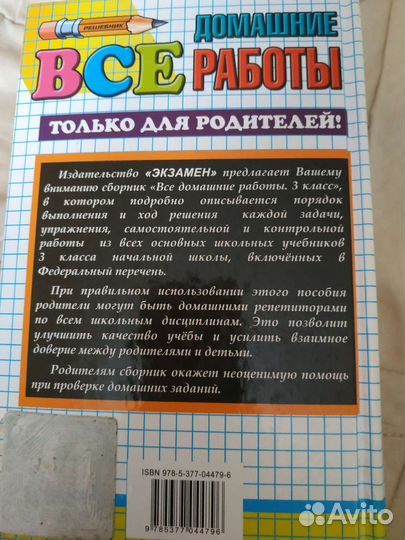 РЕШЕБНИК
ДОМАШНИЕ
ВСЕ РАБОТЫ
ТОЛЬКО ДЛЯ РОДИТЕЛЕЙ!
Издательство «ЭКЗАМЕН» предлагает Вашему
вниманию сборник «Все домашние работы. 3 класс»,
в котором подробно описывается порядок
выполнения и ход решения каждой задачи,
упражнения, самостоятельной и контрольной
работы из всех основных школьных учебников
3 класса начальной школы, включённых в
Федеральный перечень.
При правильном использовании этого пособия
родители могут быть домашними репетиторами
по всем школьным дисциплинам. Это позволит
улучшить качество учёбы и усилить взаимное
доверие между родителями и детьми.
Родителям сборник окажет неоценимую помощь
при проверке домашних заданий.
ISBN 978-5-377-04479-6
9 785377 044796
Avito